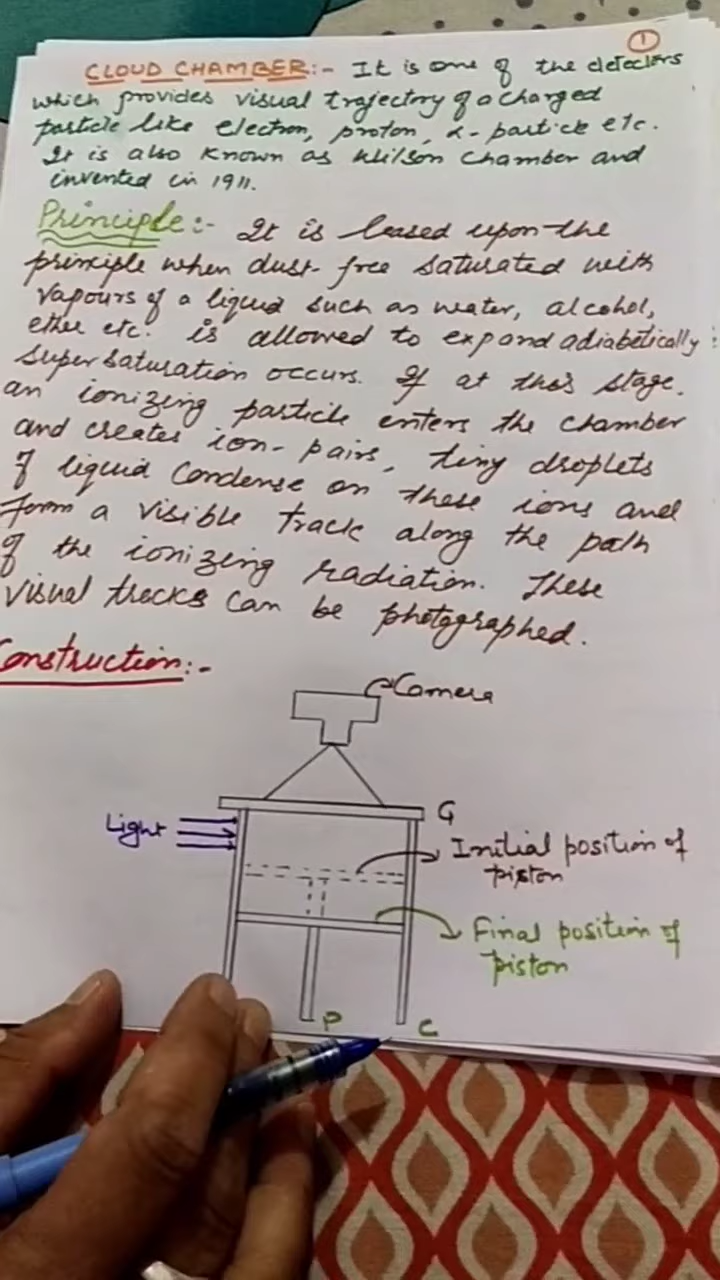 1
CLOUD CHAMBER:- It is one of the detectors
which provides visual trajectory of a charged
particle like electron, proton, α-particle etc.
It is also known as Wilson Chamber and
invented in 1911.
Principle:- It is based upon the
principle when dust-free saturated with
vapours of a liquid such as water, alcohol,
ether etc. is allowed to expand adiabetically:
supersaturation occurs. If at this stage.
an ionizing particle enters the chamber
and creates ion-pairs, tiny droplets
of liquid condense on these ions and
form a visible track along the path
of the ionizing radiation. These
visual trecks can be photographed.
Construction:-
Camera
G
Light
Initial position of
piston
Final position of
piston
P
C